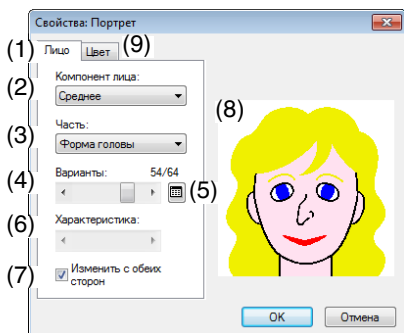 Свойства: Портрет
(1) Лицо Цвет (9)
Компонент лица:
(2) Среднее
(8)
Часть:
(3) Форма головы
Варианты: 54/64
(4) (5)
Характеристика:
(6)
(7) Изменить с обеих
сторон
OK Отмена